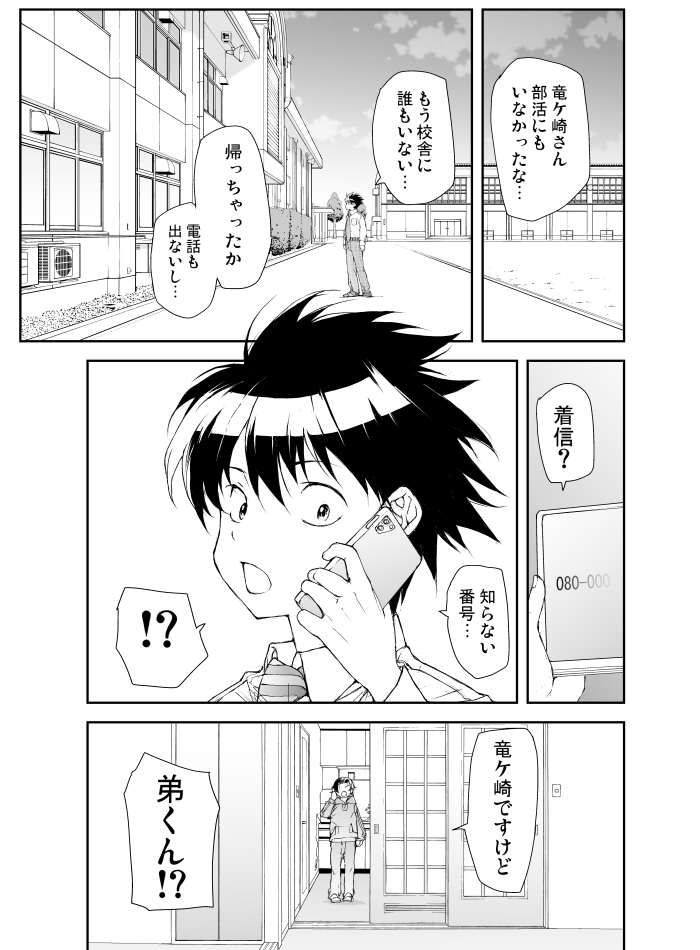 竜ケ崎さん
部活にも
いなかったな…
もう校舎に
誰もいない…
帰っちゃったか
電話も
出ないし…
着信？
080-000
知らない
番号…
!?
竜ケ崎ですけど
弟くん!?